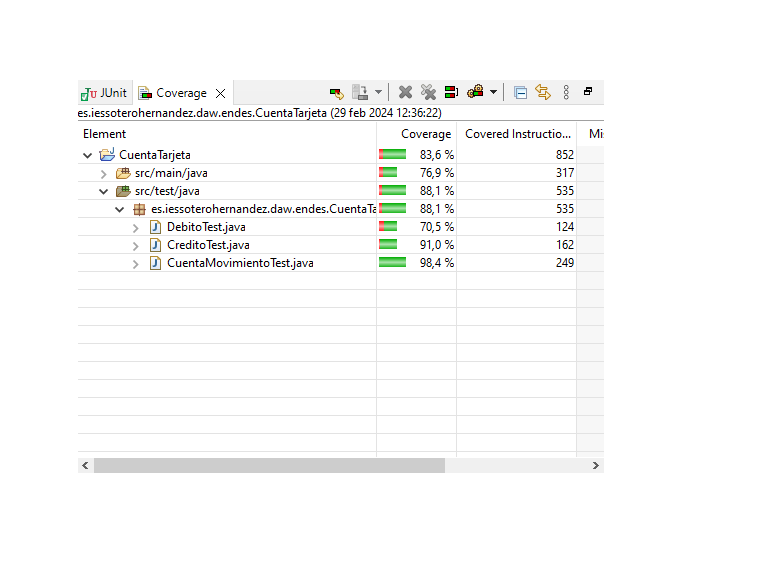 JUnit Coverage
es.iessoterohernandez.daw.endes.CuentaTarjeta (29 feb 2024 12:36:22)
Element Coverage Covered Instructio... Mi
CuentaTarjeta 83,6 % 852
src/main/java 76,9 % 317
src/test/java 88,1 % 535
es.iessoterohernandez.daw.endes.CuentaTa 88,1 % 535
DebitoTest.java 70,5 % 124
CreditoTest.java 91,0 % 162
CuentaMovimientoTest.java 98,4 % 249